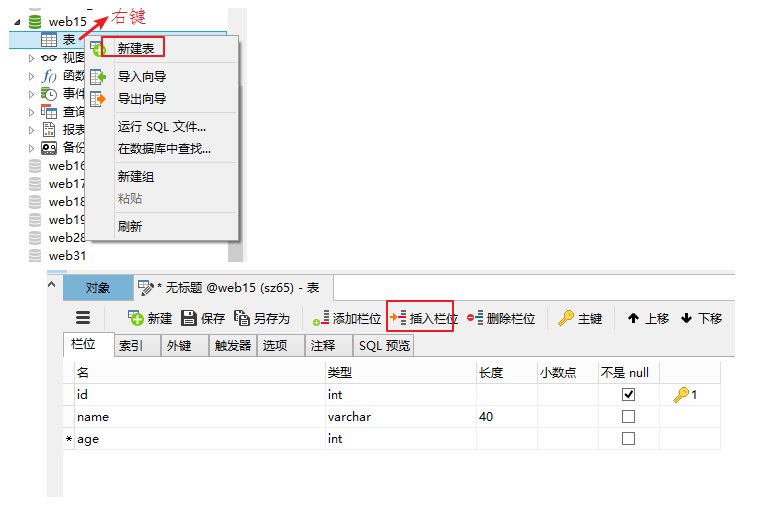 web15
右键
表
新建表
视图
导入向导
函数
导出向导
事件
查询
运行 SQL 文件...
报表
在数据库中查找...
备份
新建组
web16
web17
粘贴
web18
web19
刷新
web28
web31
对象
* 无标题 @web15 (sz65) - 表
新建 保存 另存为 添加栏位 插入栏位 删除栏位 主键 上移 下移
栏位 索引 外键 触发器 选项 注释 SQL 预览
名 类型 长度 小数点 不是 null
id int 1
name varchar 40
* age int